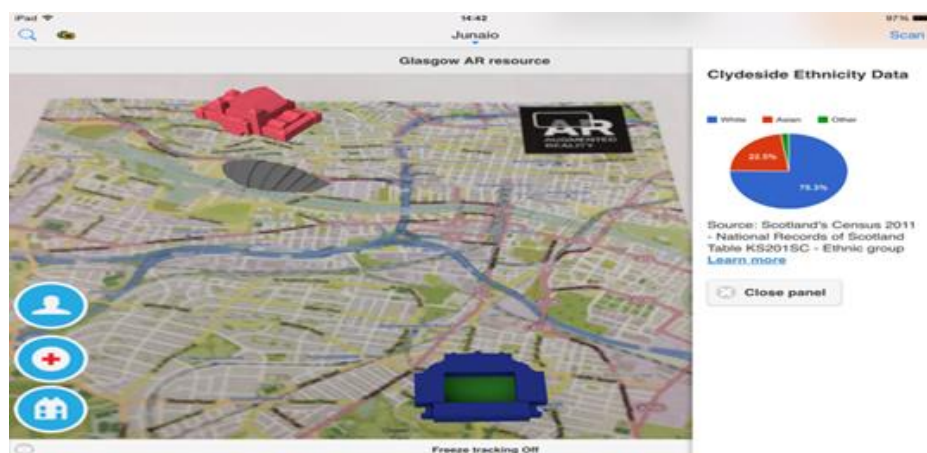 iPad
14:42
97%
Junaio
Scan
Glasgow AR resource
AR
AUGMENTED
REALITY
Clydeside Ethnicity Data
White Asian Other
22.5%
75.3%
Source: Scotland's Census 2011
- National Records of Scotland
Table KS201SC - Ethnic group
Learn more
Close panel
Freeze tracking Off